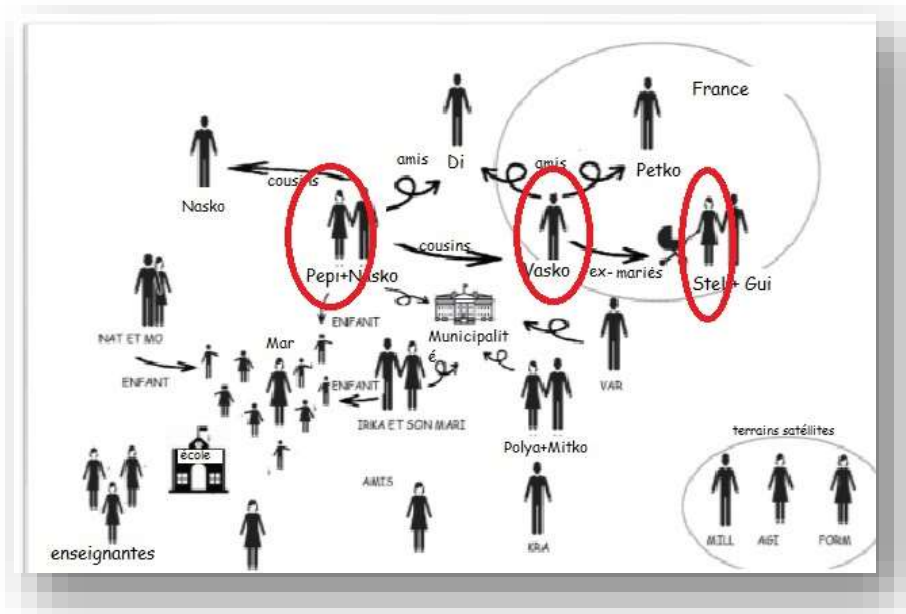 France
amis
Di
amis
Petko
cousins
Nasko
cousins
Pepi+Nasko
Vasko
ex-mariés
Stel+ Gui
ENFANT
Municipalit
é
NAT ET MO
Mar
VAR
ENFANT
ENFANT
IRKA ET SON MARI
Polya+Mitko
terrains satéllites
école
AMIS
enseignantes
KRA
MILL
AGI
FORM